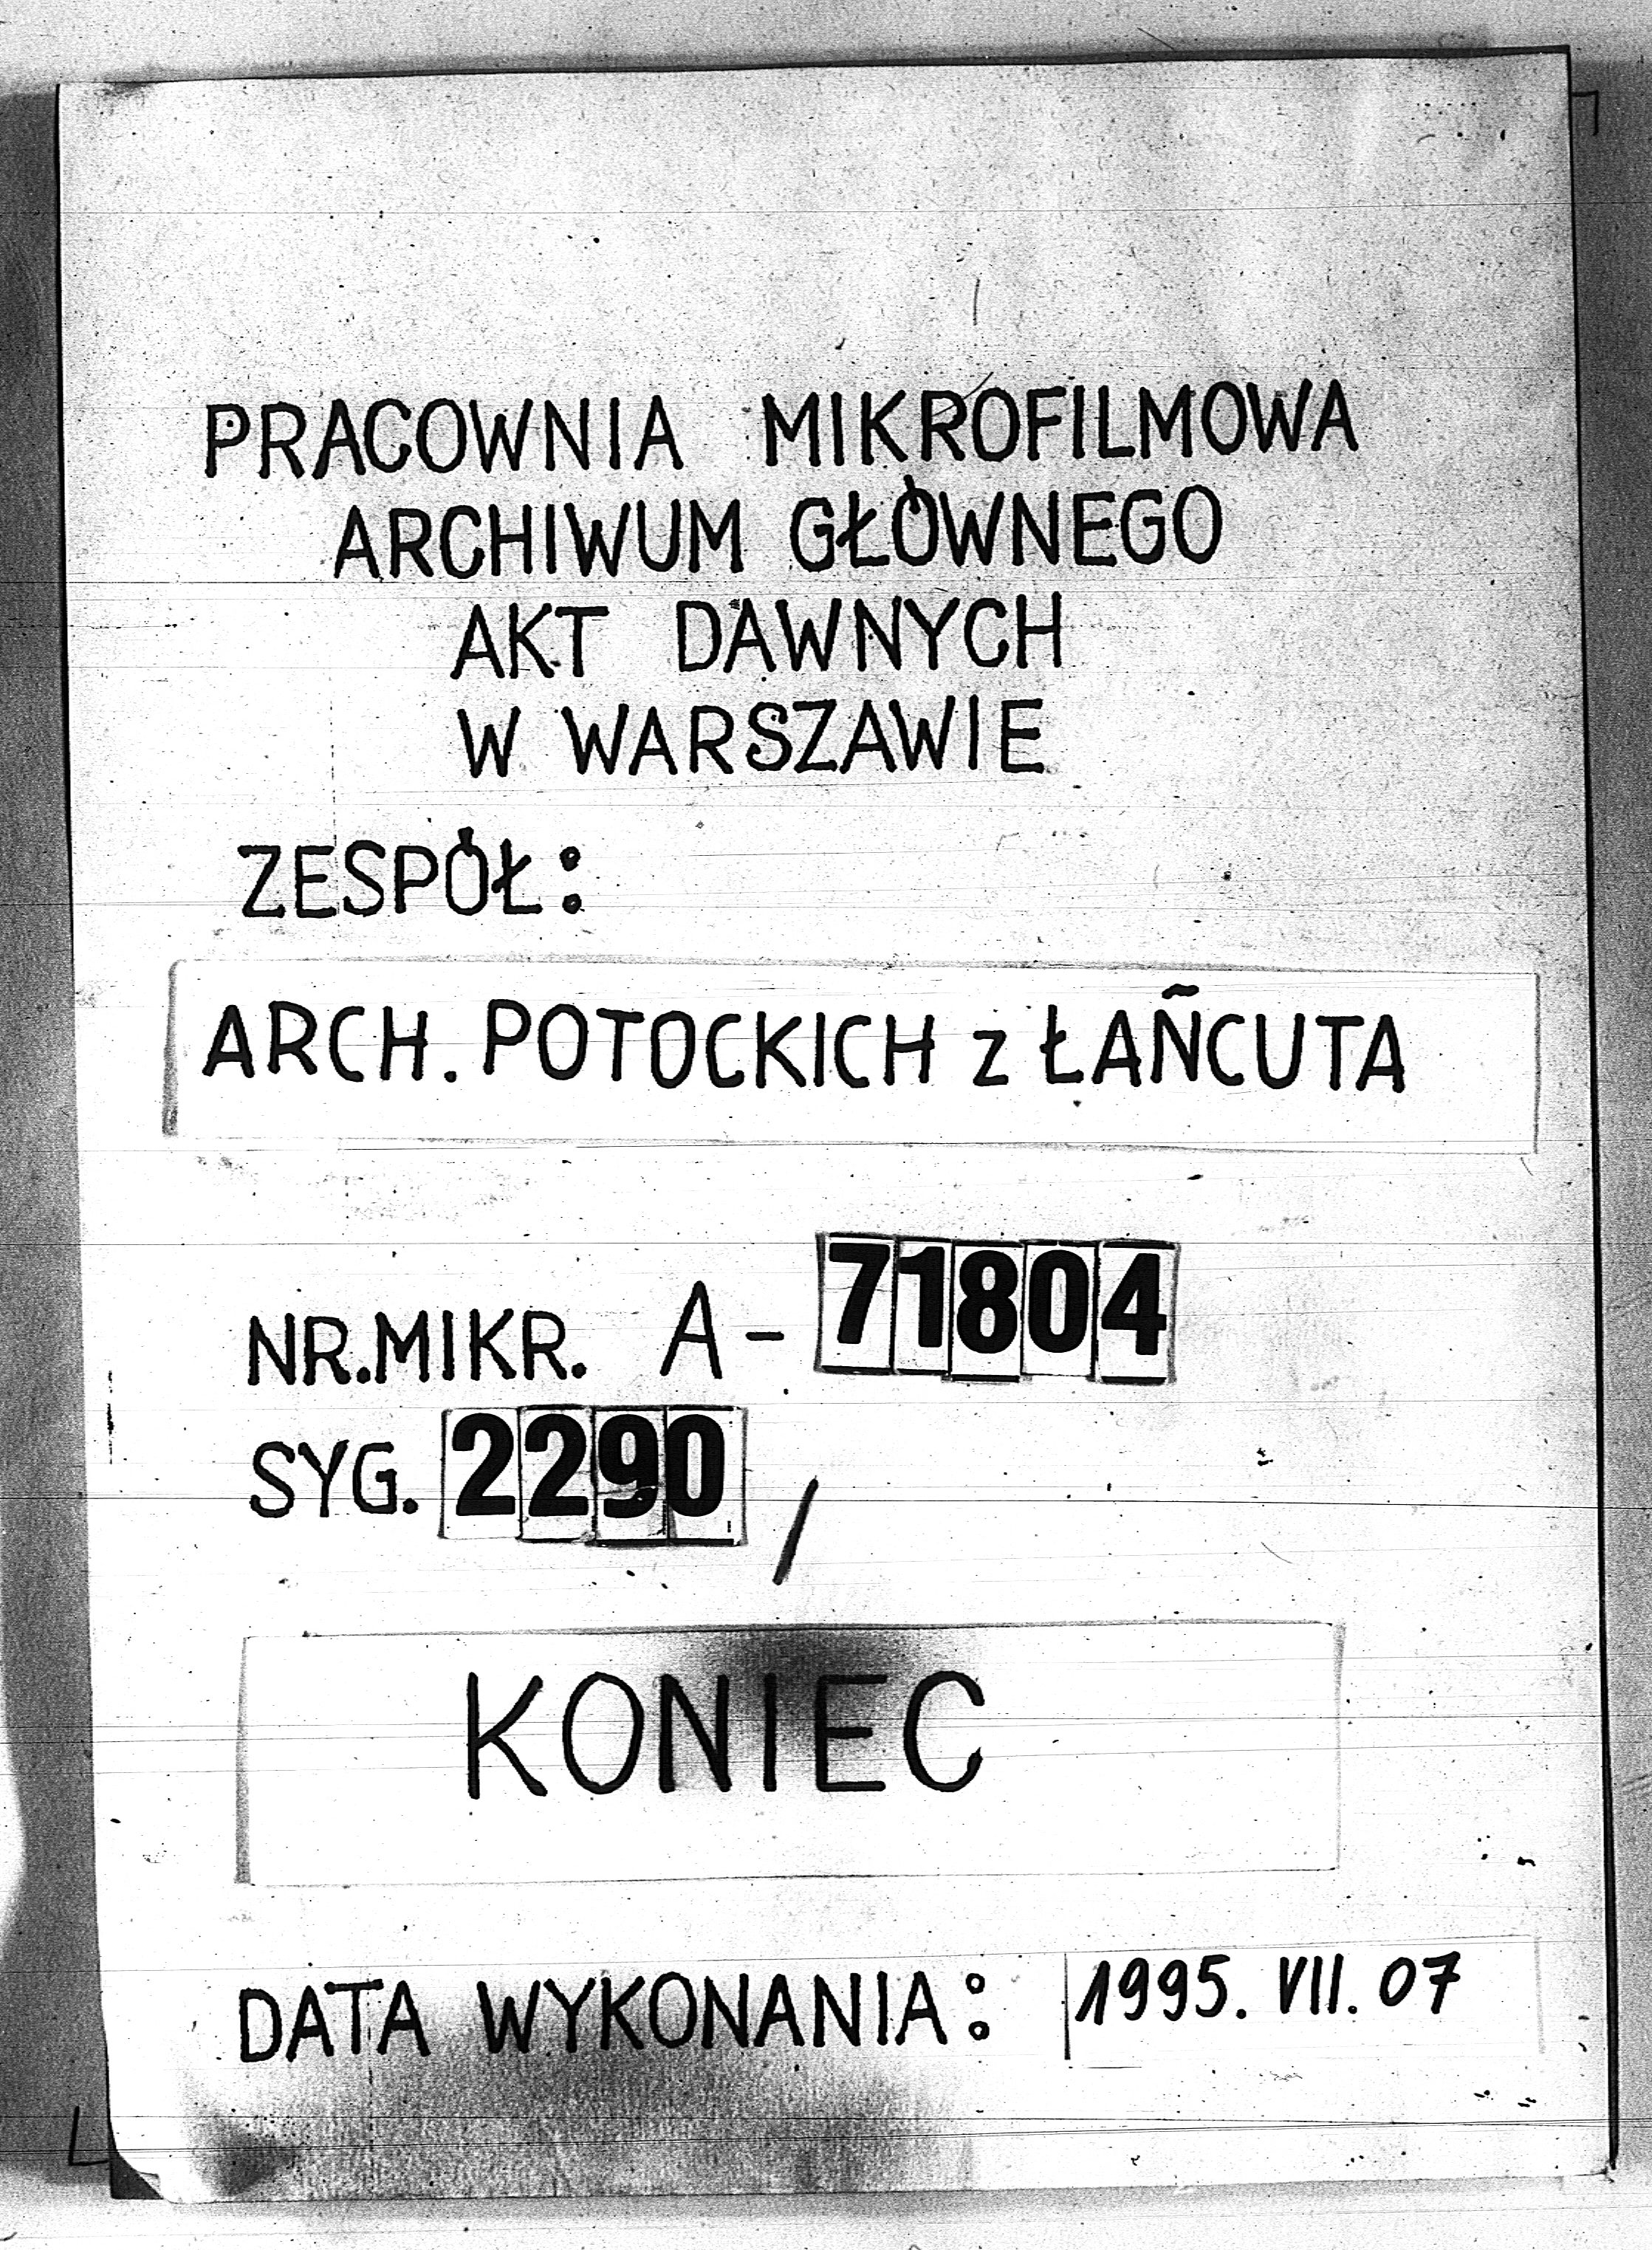 PRACOWNIA MIKROFILMOWA
ARCHIWUM GŁÓWNEGO
AKT DAWNYCH
W WARSZAWIE
ZESPÓŁ:
ARCH. POTOCKICH z ŁAŃCUTA
NR.MIKR. A-71804
SYG. 2290 /
KONIEC
DATA WYKONANIA: 1995. VII. 07